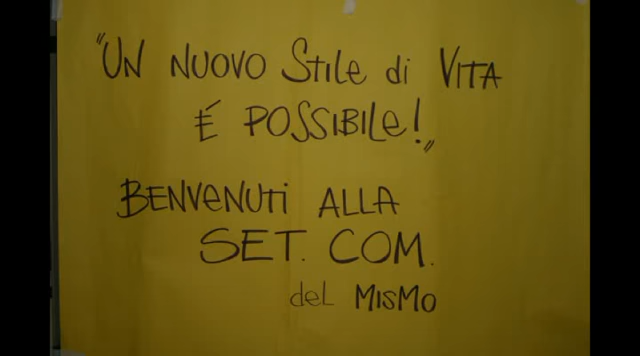 "UN NUOVO STILE di VITA
É POSSIBILE!"
BENVENUTI ALLA
SET. COM.
del MISMO